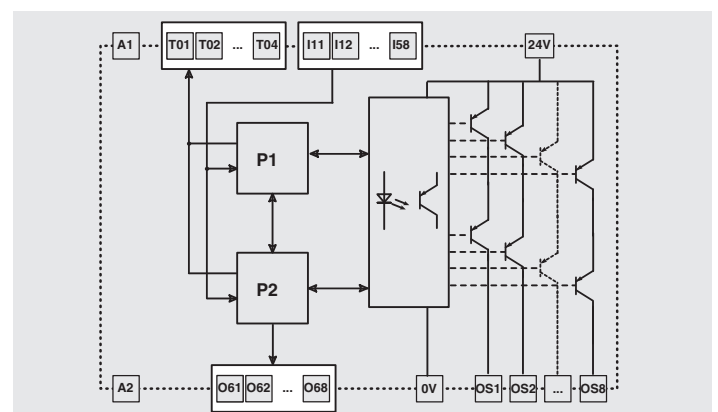 A1 T01 T02 ... T04 I11 I12 ... I58 24V
P1
P2
A2 O61 O62 ... O68 0V OS1 OS2 ... OS8